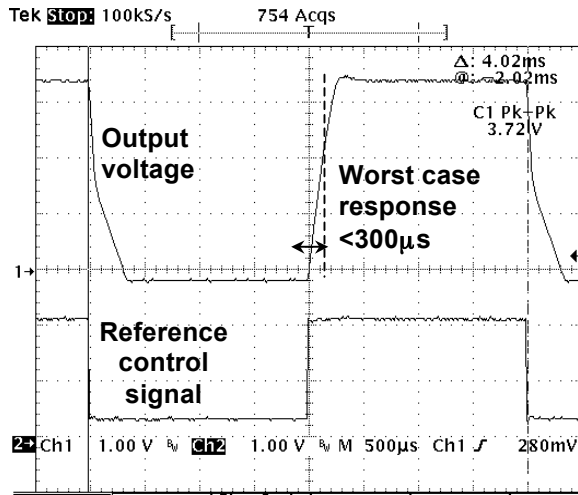 Tek Stop: 100kS/s 754 Acqs
Δ: 4.02ms
@: -2.02ms
C1 Pk-Pk
3.72 V
Output
voltage
Worst case
response
<300µs
1→
Reference
control
signal
2→ Ch1 1.00 V BW Ch2 1.00 V BW M 500µs Ch1 280mV